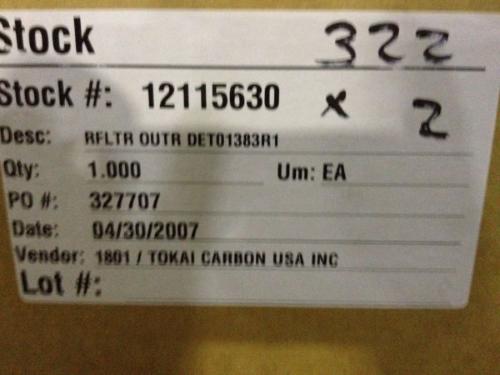 Stock 322
Stock #: 12115630 x 2
Desc: RFLTR OUTR DET01383R1
Qty: 1.000 Um: EA
PO #: 327707
Date: 04/30/2007
Vendor: 1801 / TOKAI CARBON USA INC
Lot #: